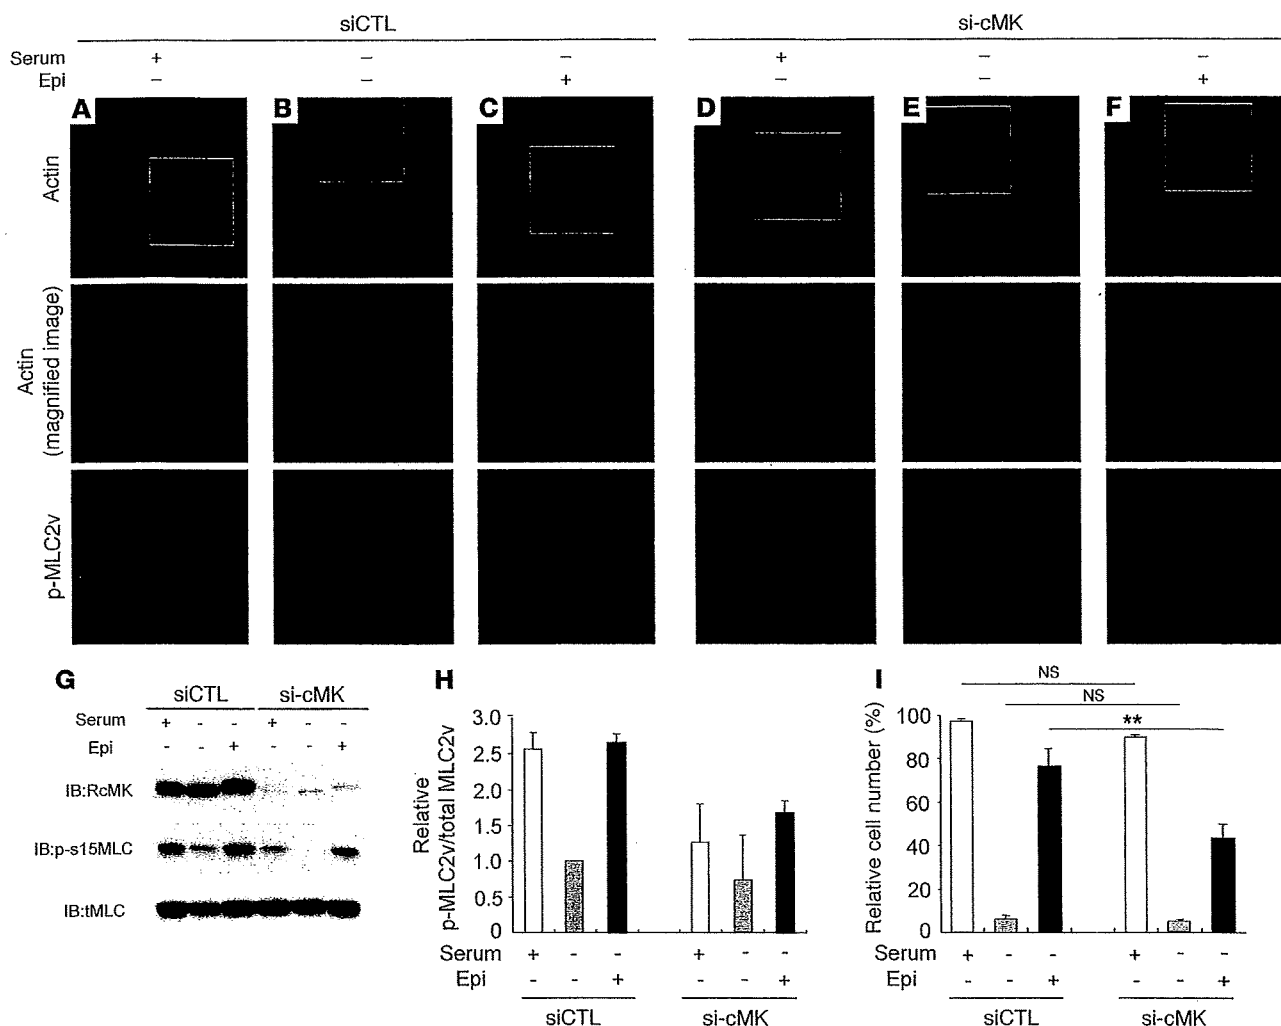 siCTL si-cMK
Serum + − − + − −
Epi − − + − − +
A B C D E F
Actin
Actin
(magnified image)
p-MLC2v
G
siCTL si-cMK
Serum + - - + - -
Epi - - + - - +
IB:RcMK
IB:p-s15MLC
IB:tMLC
H
Relative
p-MLC2v/total MLC2v
3.0
2.5
2.0
1.5
1.0
0.5
0
Serum + - - + - -
Epi - - + - - +
siCTL si-cMK
I
NS
NS
**
Relative cell number (%)
100
80
60
40
20
0
Serum + - - + - -
Epi - - + - - +
siCTL si-cMK